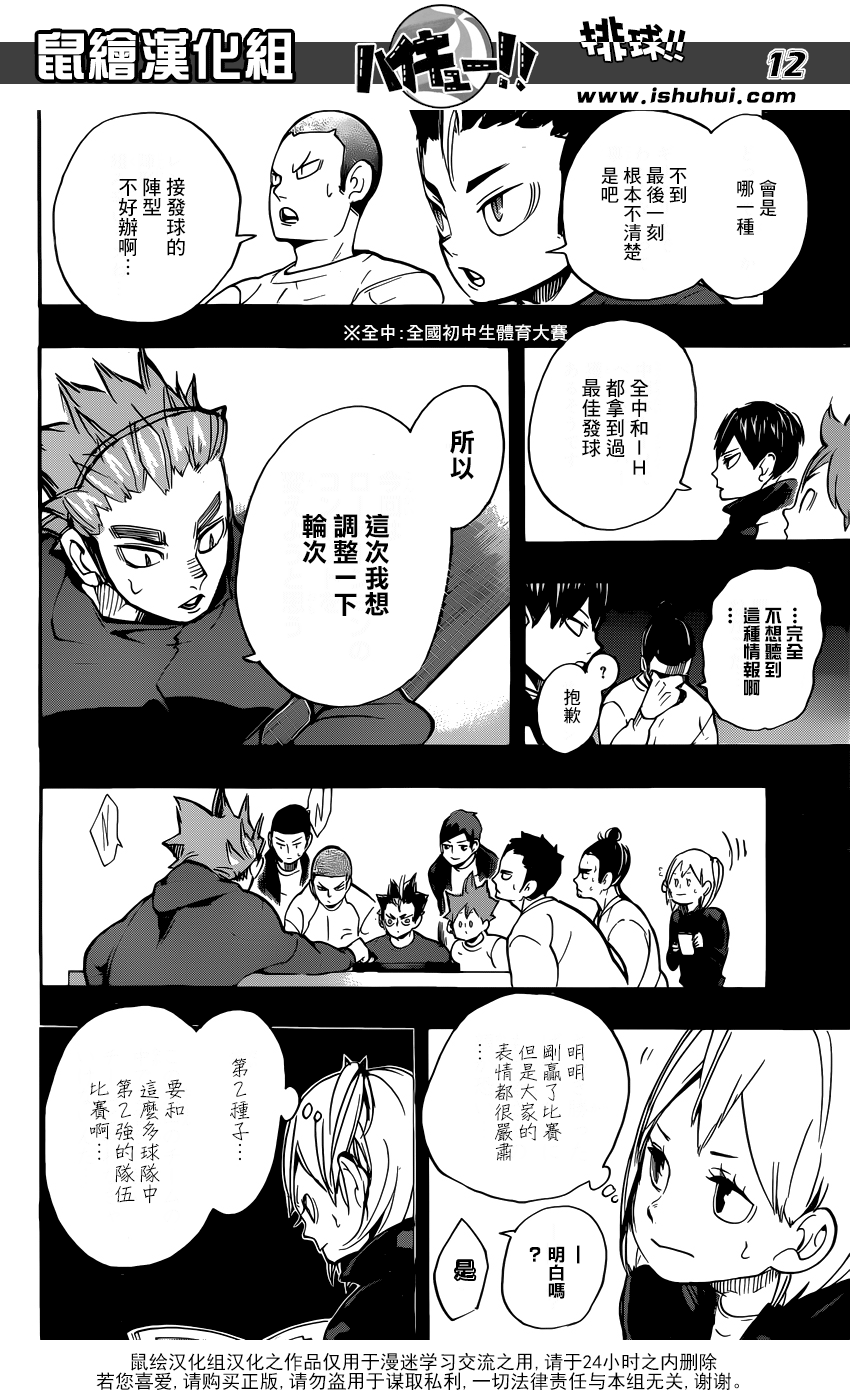 鼠繪漢化組
ハイキュー!!
排球!!
12
www.ishuhui.com
會是
哪一種
不到
最後一刻
根本不清楚
是吧
接發球的
陣型
不好辦啊…
※全中:全國初中生體育大賽
全中和IH
都拿到過
最佳發球
所以
這次我想
調整一下
輪次
…完全
不想聽到
這種情報啊
…
?
抱歉
明明
剛贏了比賽
但是大家的
表情都很嚴肅
…
｜
明白嗎
?
是
第2種子…
要和
這麼多球隊中
第2強的隊伍
比賽啊…
鼠绘汉化组汉化之作品仅用于漫迷学习交流之用,请于24小时之内删除
若您喜爱,请购买正版,请勿盗用于谋取私利,一切法律责任与本组无关,谢谢。